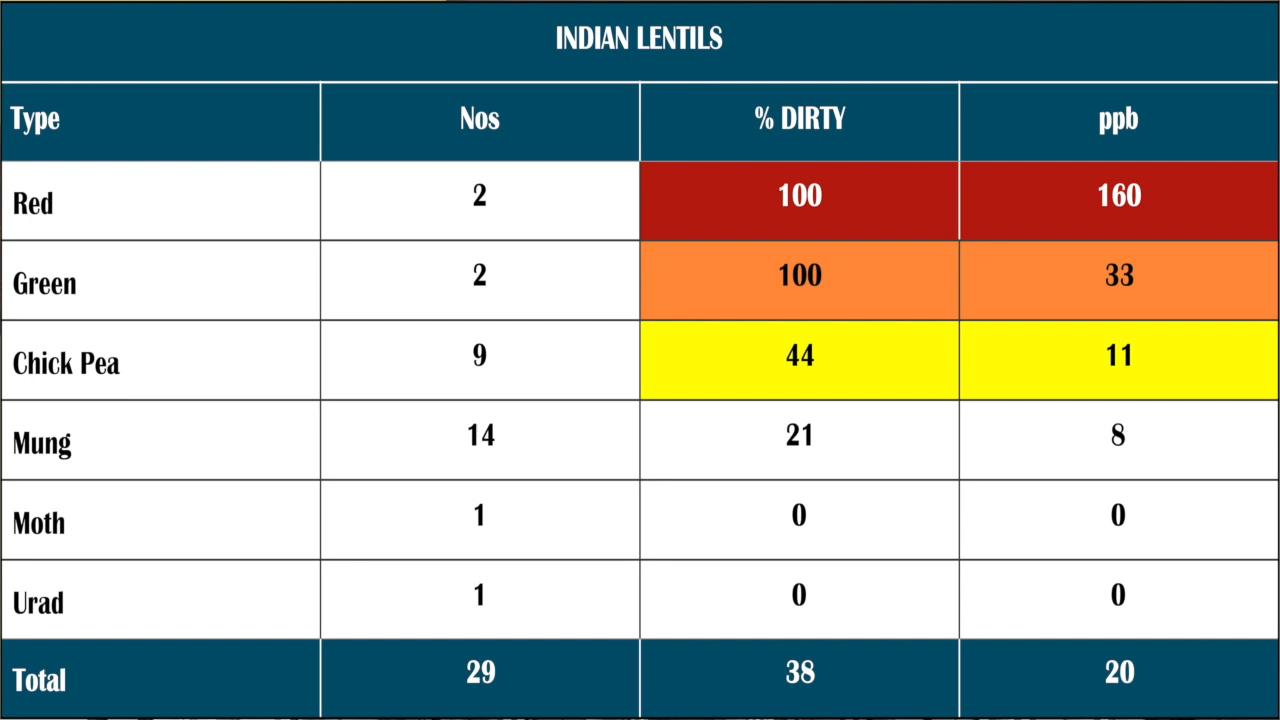 INDIAN LENTILS
Type Nos % DIRTY ppb
Red 2 100 160
Green 2 100 33
Chick Pea 9 44 11
Mung 14 21 8
Moth 1 0 0
Urad 1 0 0
Total 29 38 20